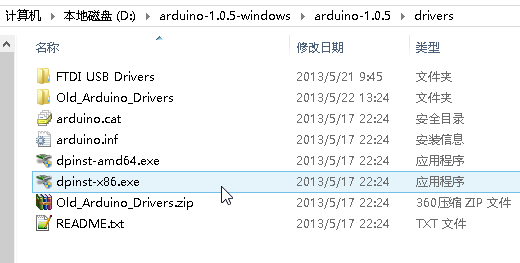 计算机 ▸ 本地磁盘 (D:) ▸ arduino-1.0.5-windows ▸ arduino-1.0.5 ▸ drivers
名称 修改日期 类型
FTDI USB Drivers 2013/5/21 9:45 文件夹
Old_Arduino_Drivers 2013/5/22 13:24 文件夹
arduino.cat 2013/5/17 22:24 安全目录
arduino.inf 2013/5/17 22:24 安装信息
dpinst-amd64.exe 2013/5/17 22:24 应用程序
dpinst-x86.exe 2013/5/17 22:24 应用程序
Old_Arduino_Drivers.zip 2013/5/17 22:24 360压缩 ZIP 文件
README.txt 2013/5/17 22:24 TXT 文件